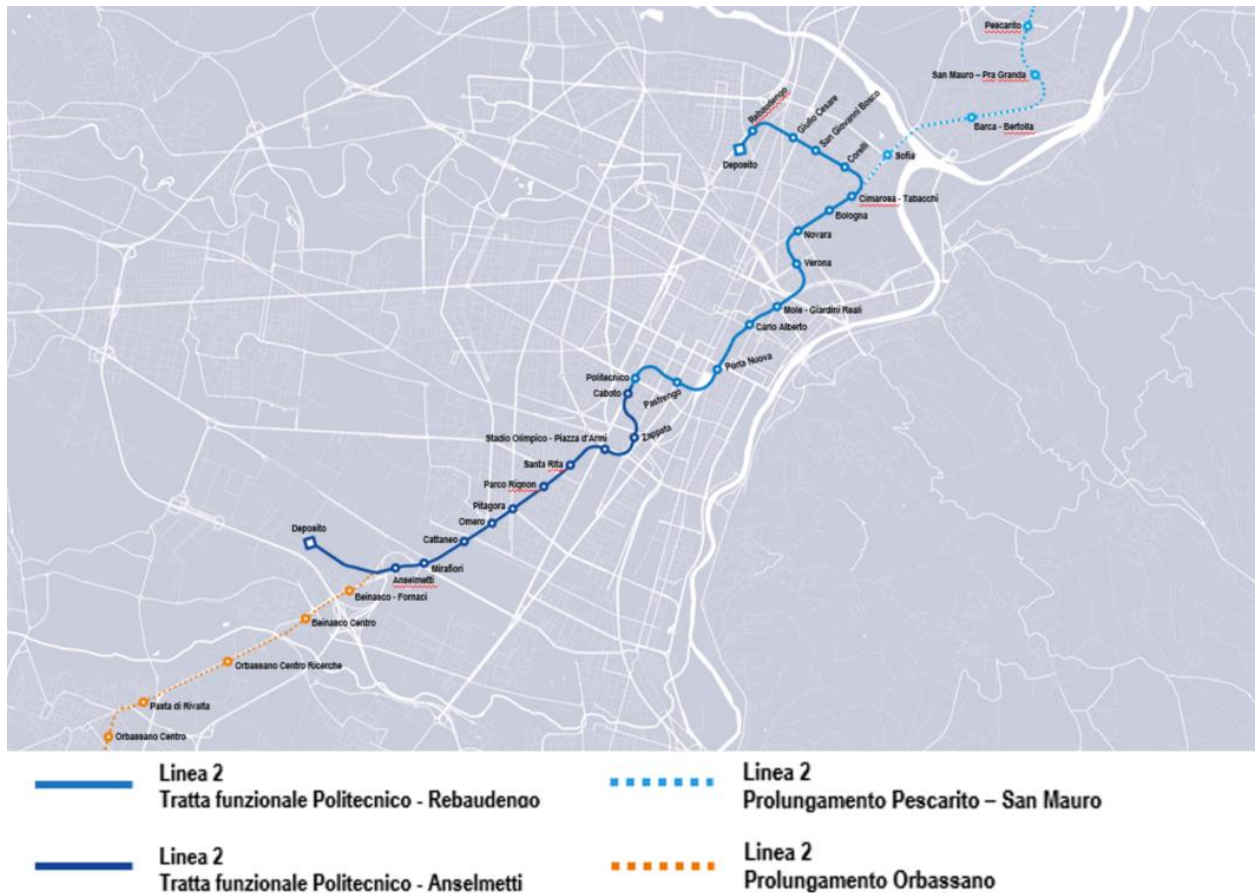 Pescarito
San Mauro – Pra Granda
Barca - Bertolla
Sofia
Rebaudengo
Giulio Cesare
San Giovanni Bosco
Corelli
Deposito
Cimarosa - Tabacchi
Bologna
Novara
Verona
Mole - Giardini Reali
Carlo Alberto
Porta Nuova
Pastrengo
Politecnico
Caboto
Zappata
Stadio Olimpico - Piazza d'Armi
Santa Rita
Parco Rignon
Pitagora
Omero
Cattaneo
Mirafiori
Anselmetti
Deposito
Beinasco - Fornaci
Beinasco Centro
Orbassano Centro Ricerche
Pasta di Rivalta
Orbassano Centro
Linea 2
Tratta funzionale Politecnico - Rebaudengo
Linea 2
Prolungamento Pescarito – San Mauro
Linea 2
Tratta funzionale Politecnico - Anselmetti
Linea 2
Prolungamento Orbassano